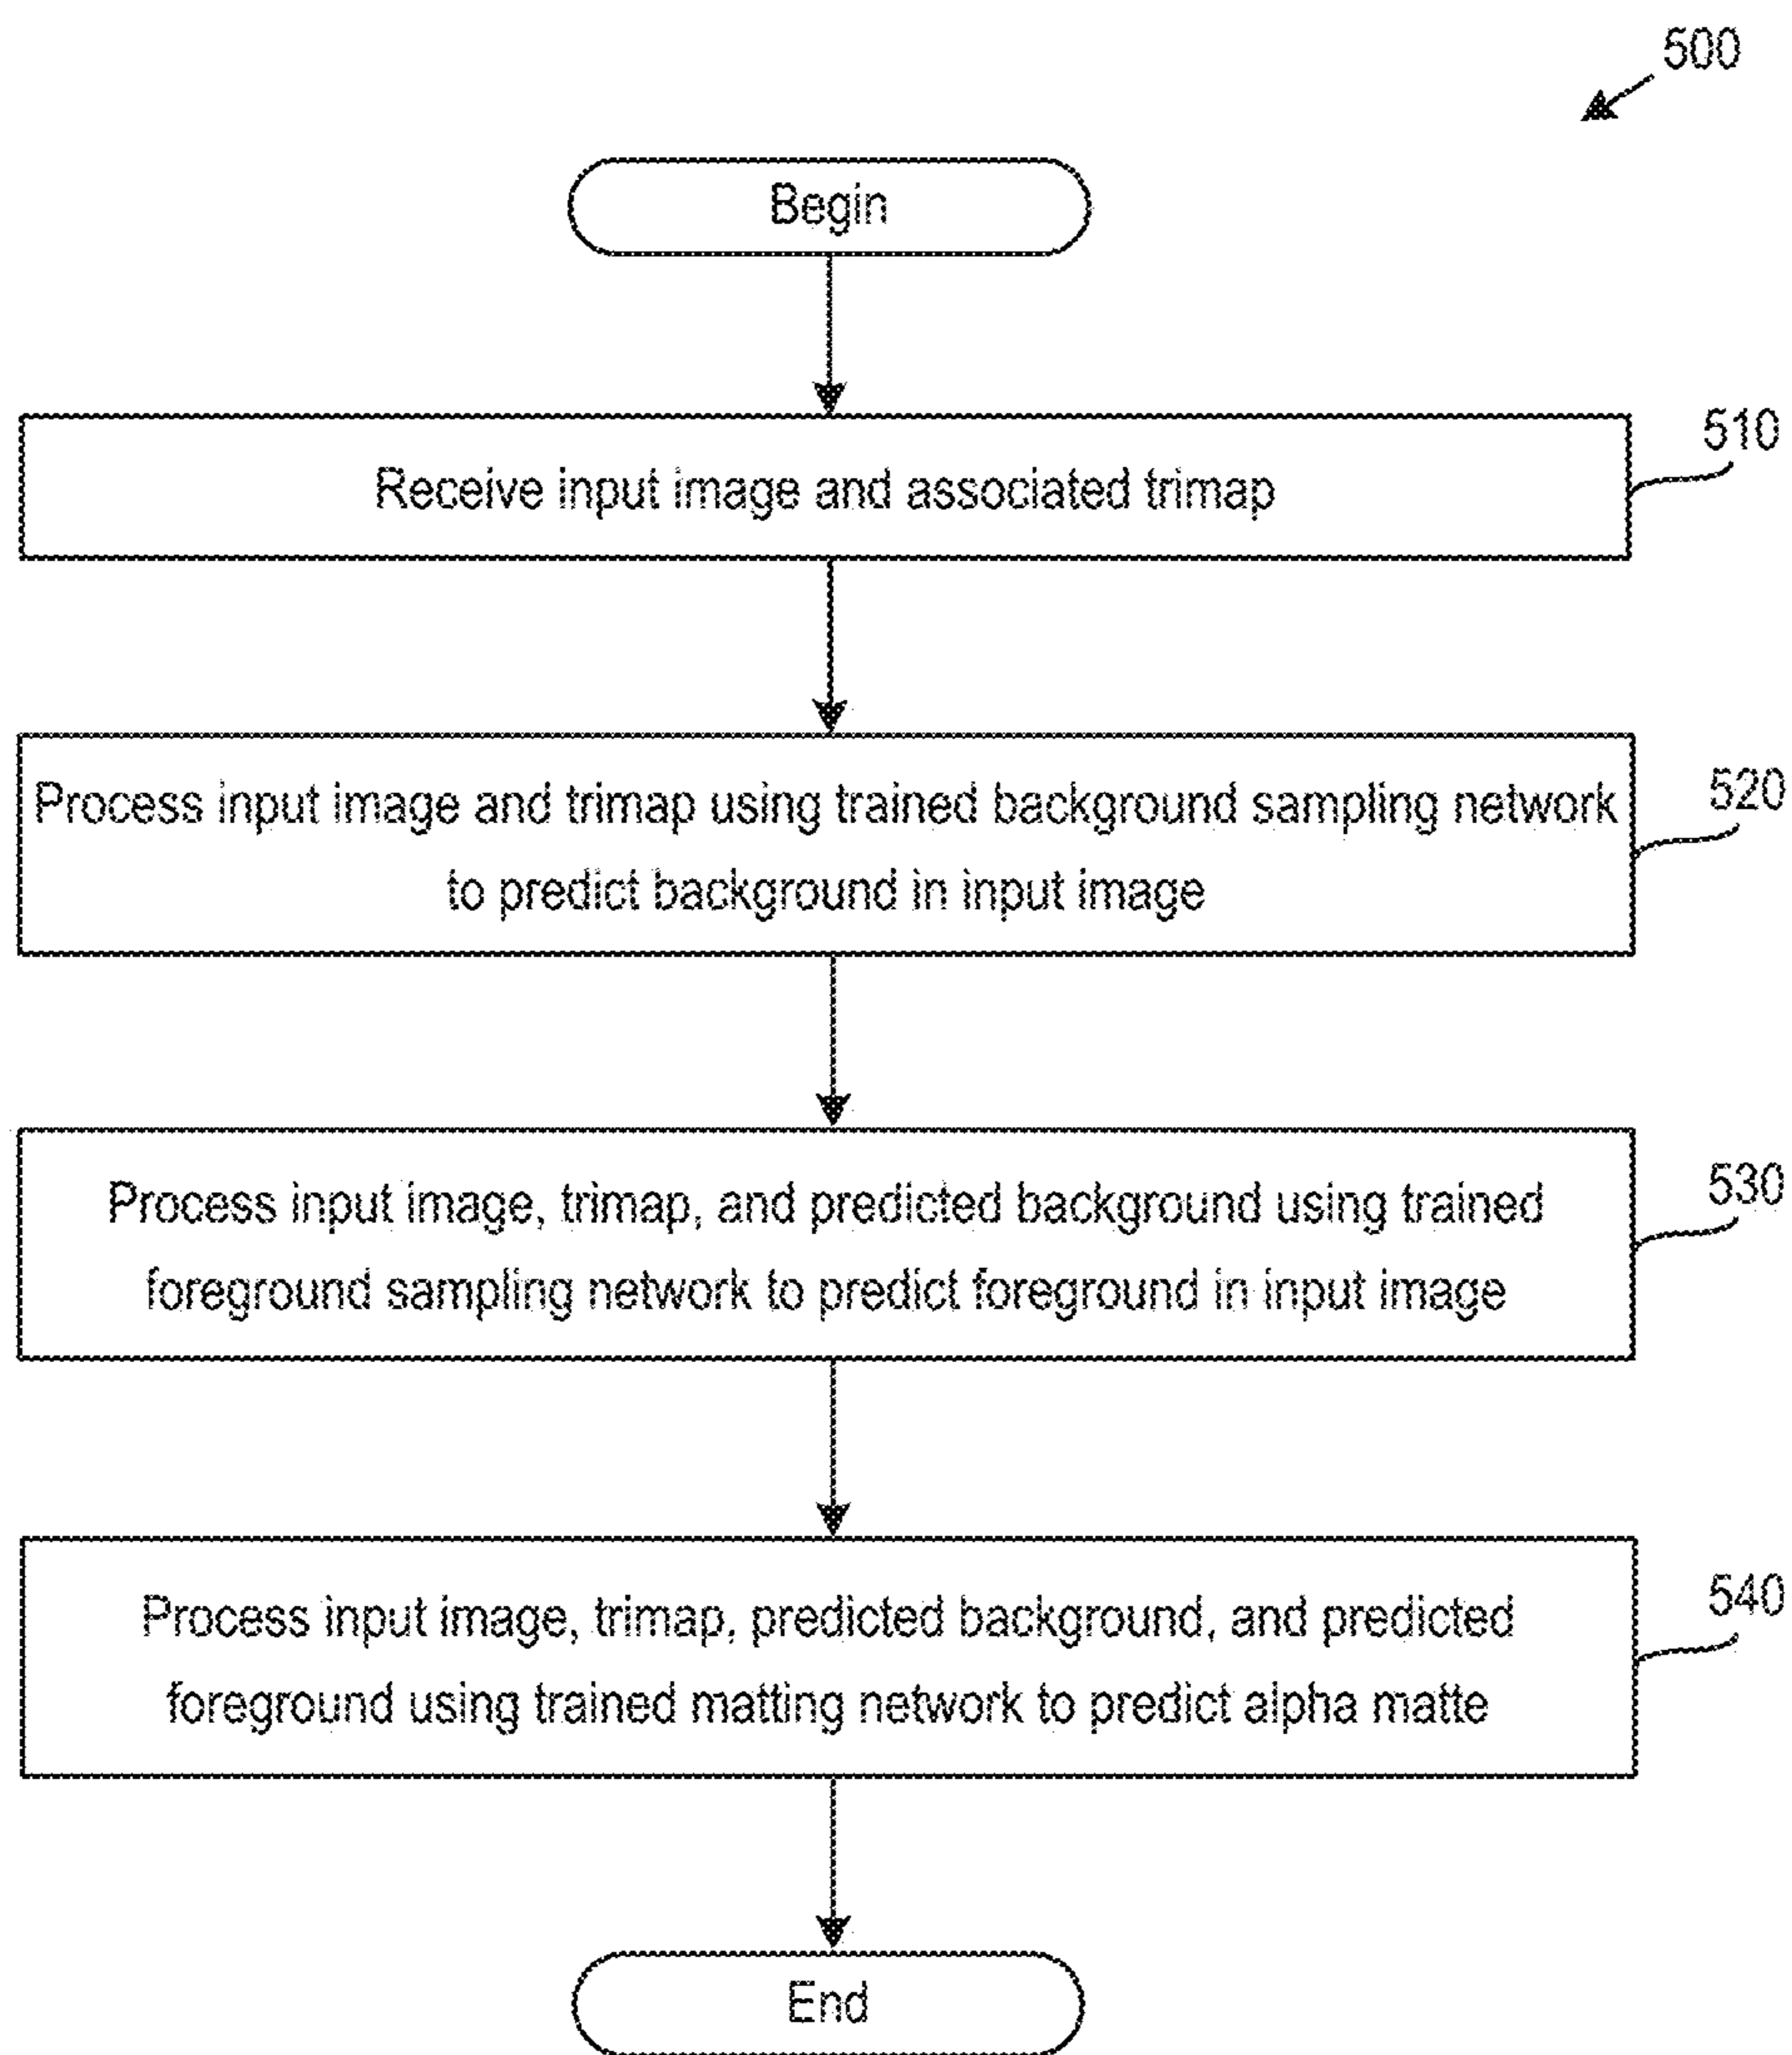 500
Begin
Receive input image and associated trimap
510
Process input image and trimap using trained background sampling network
to predict background in input image
520
Process input image, trimap, and predicted background using trained
foreground sampling network to predict foreground in input image
530
Process input image, trimap, predicted background, and predicted
foreground using trained matting network to predict alpha matte
540
End